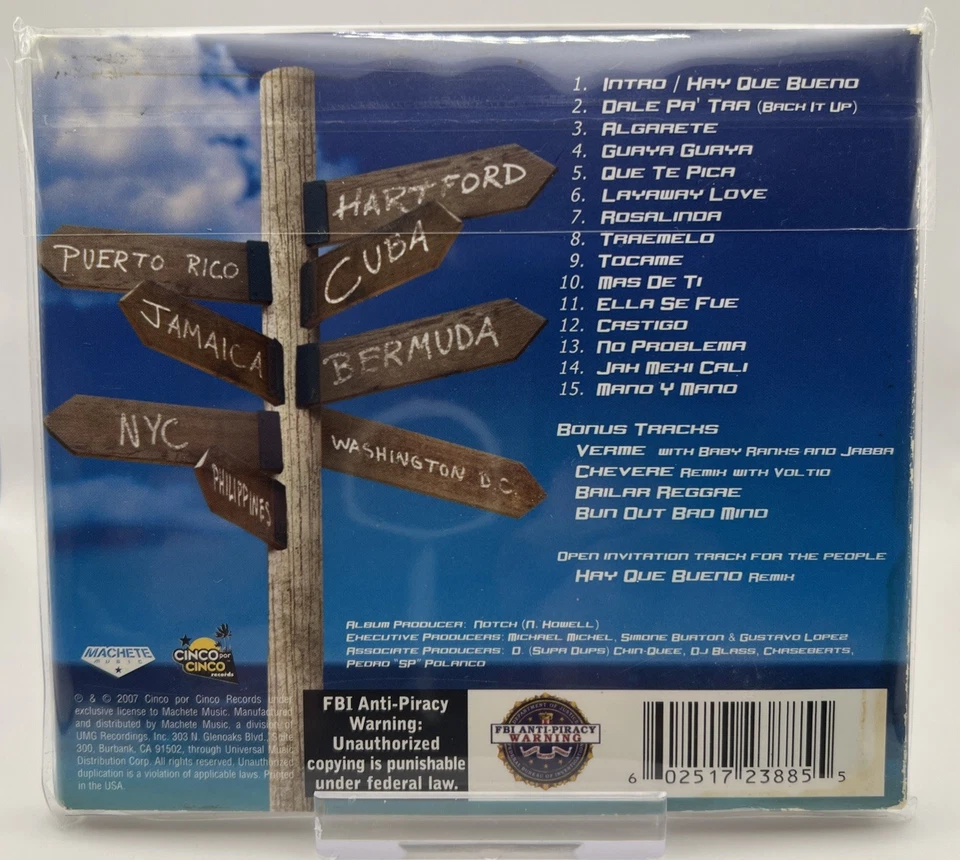 HARTFORD
CUBA
PUERTO RICO
JAMAICA
BERMUDA
NYC
WASHINGTON D.C.
PHILIPPINES
1. Intro / Hay Que Bueno
2. Dale Pa' Tra (Back It Up)
3. Algarete
4. Guaya Guaya
5. Que Te Pica
6. Layaway Love
7. Rosalinda
8. Traemelo
9. Tocame
10. Mas De Ti
11. Ella Se Fue
12. Castigo
13. No Problema
14. Jah Mexi Cali
15. Mano Y Mano
Bonus Tracks
Verme with Baby Ranks and Jabba
Chevere Remix with Voltio
Bailar Reggae
Bun Out Bad Mind
Open invitation track for the people
Hay Que Bueno Remix
Album Producer: Notch (N. Howell)
Executive Producers: Michael Michel, Simone Burton & Gustavo Lopez
Associate Producers: D. (Supa Dups) Chin-Quee, DJ Blass, Chasebeats,
Pedro "SP" Polanco
MACHETE
MUSIC
CINCO por
CINCO
records
℗ & © 2007 Cinco por Cinco Records under
exclusive license to Machete Music. Manufactured
and distributed by Machete Music, a division of
UMG Recordings, Inc. 303 N. Glenoaks Blvd., Suite
300, Burbank, CA 91502, through Universal Music
Distribution Corp. All rights reserved. Unauthorized
duplication is a violation of applicable laws. Printed
in the USA.
FBI Anti-Piracy
Warning:
Unauthorized
copying is punishable
under federal law.
FBI ANTI-PIRACY
WARNING
6 02517 23885 5